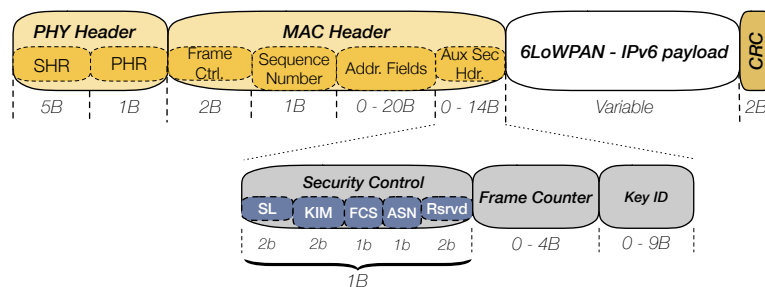 PHY Header
MAC Header
6LoWPAN - IPv6 payload
CRC
SHR
PHR
Frame
Ctrl.
Sequence
Number
Addr. Fields
Aux Sec
Hdr.
5B
1B
2B
1B
0 - 20B
0 - 14B
Variable
2B
Security Control
Frame Counter
Key ID
SL
KIM
FCS
ASN
Rsrvd
2b
2b
1b
1b
2b
0 - 4B
0 - 9B
1B